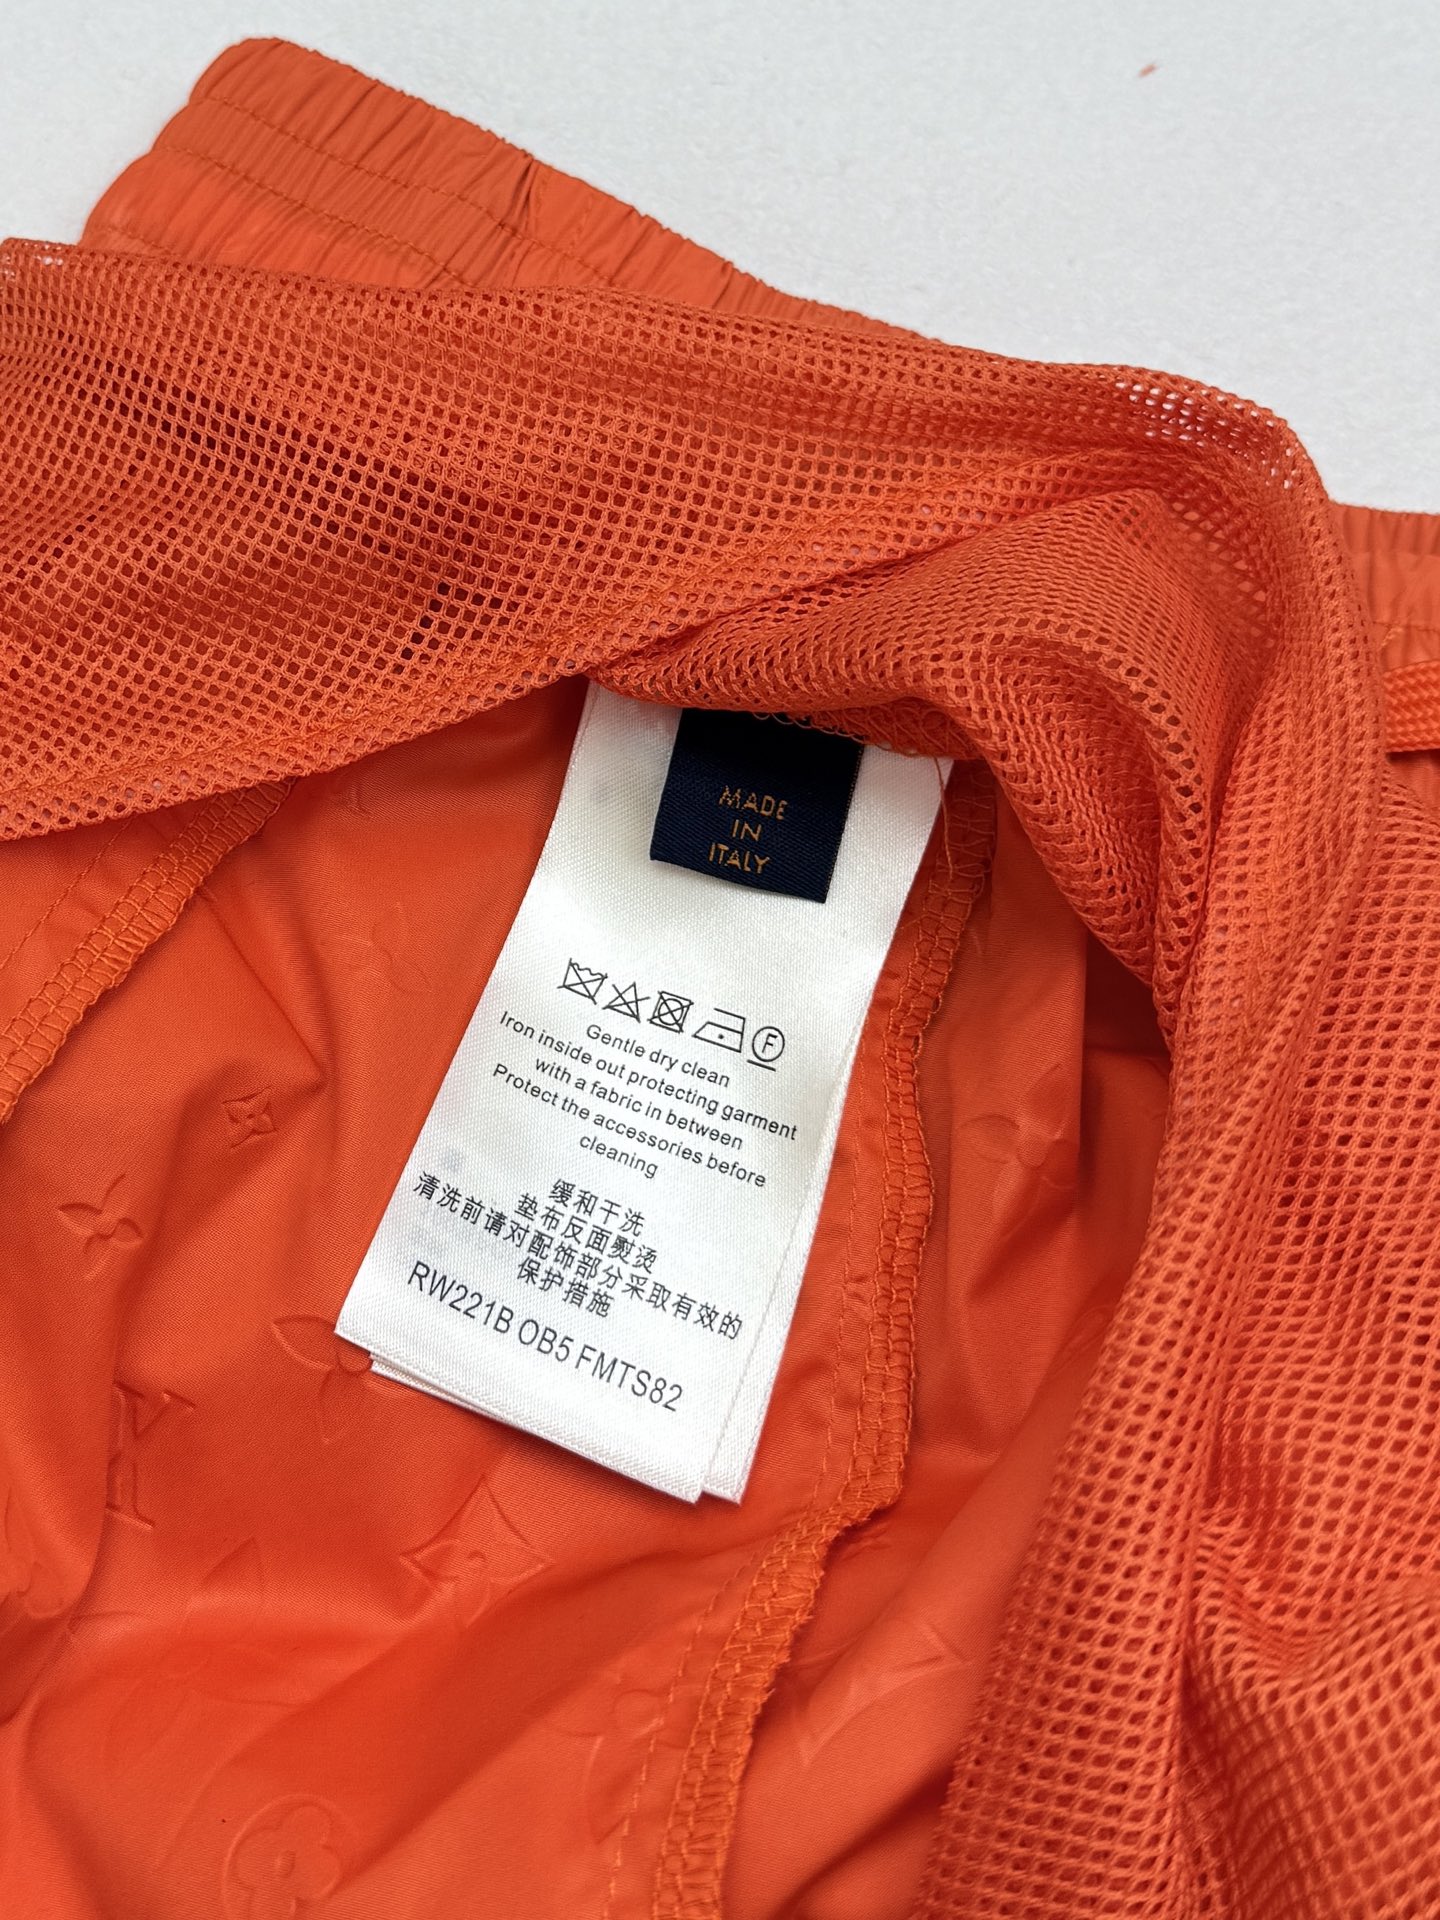 MADE
IN
ITALY
F
Gentle dry clean
Iron inside out protecting garment
with a fabric in between
Protect the accessories before
cleaning
缓和干洗
垫布反面熨烫
清洗前请对配饰部分采取有效的
保护措施
RW221B OB5 FMTS82